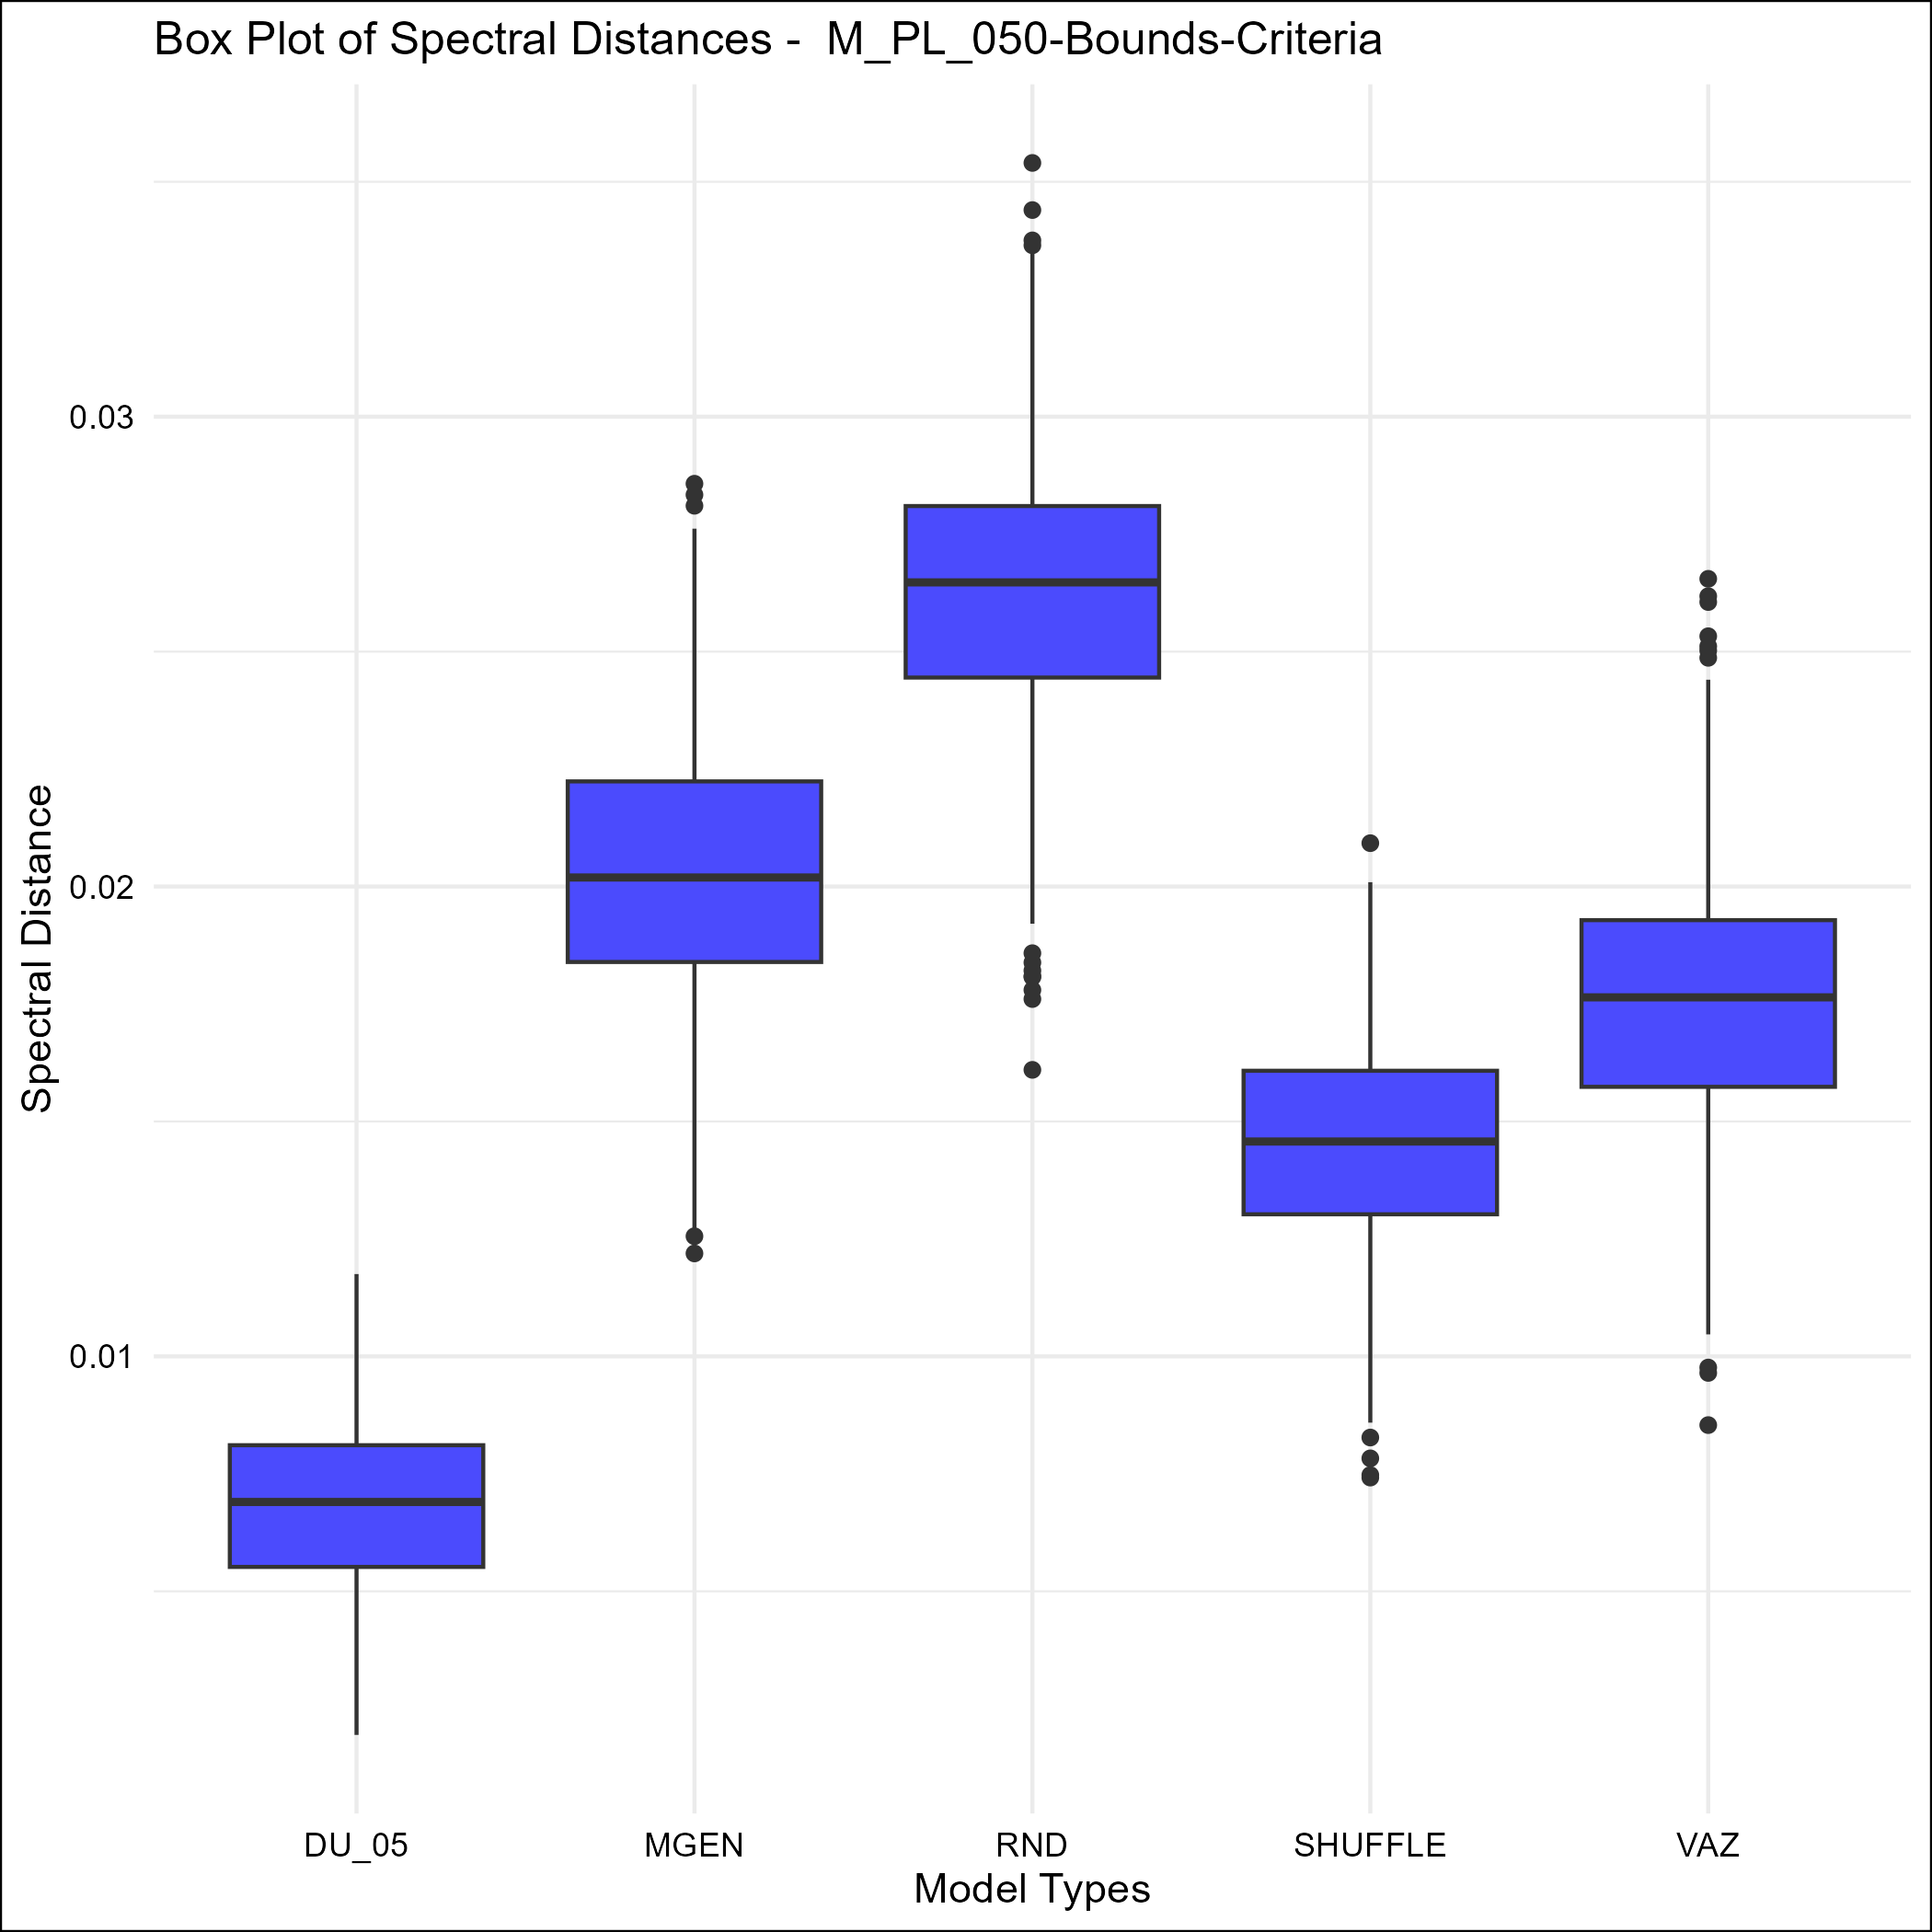 Box Plot of Spectral Distances -  M_PL_050-Bounds-Criteria
0.03
0.02
0.01
Spectral Distance
DU_05 MGEN RND SHUFFLE VAZ
Model Types